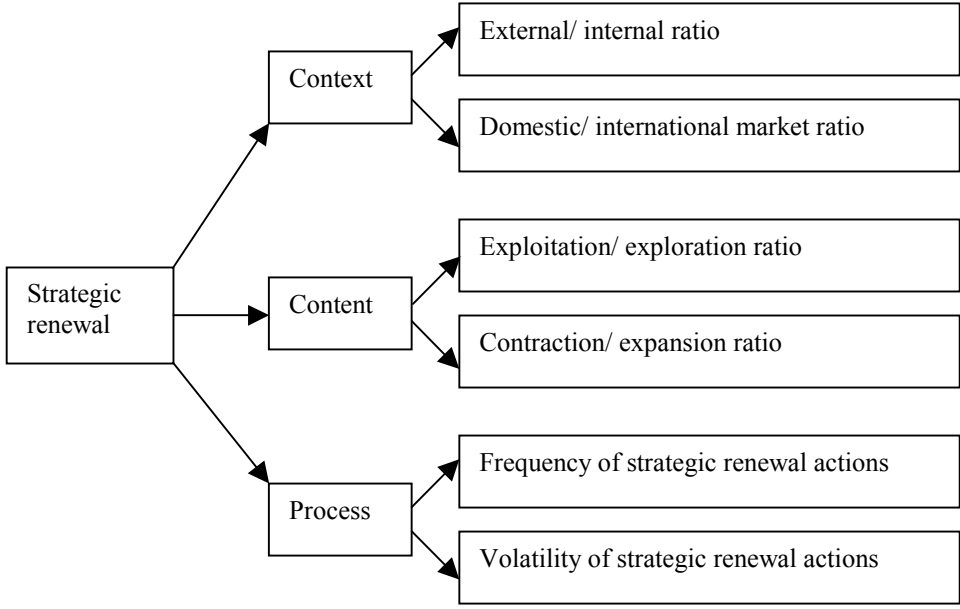 External/ internal ratio
Context
Domestic/ international market ratio
Exploitation/ exploration ratio
Strategic
renewal
Content
Contraction/ expansion ratio
Frequency of strategic renewal actions
Process
Volatility of strategic renewal actions